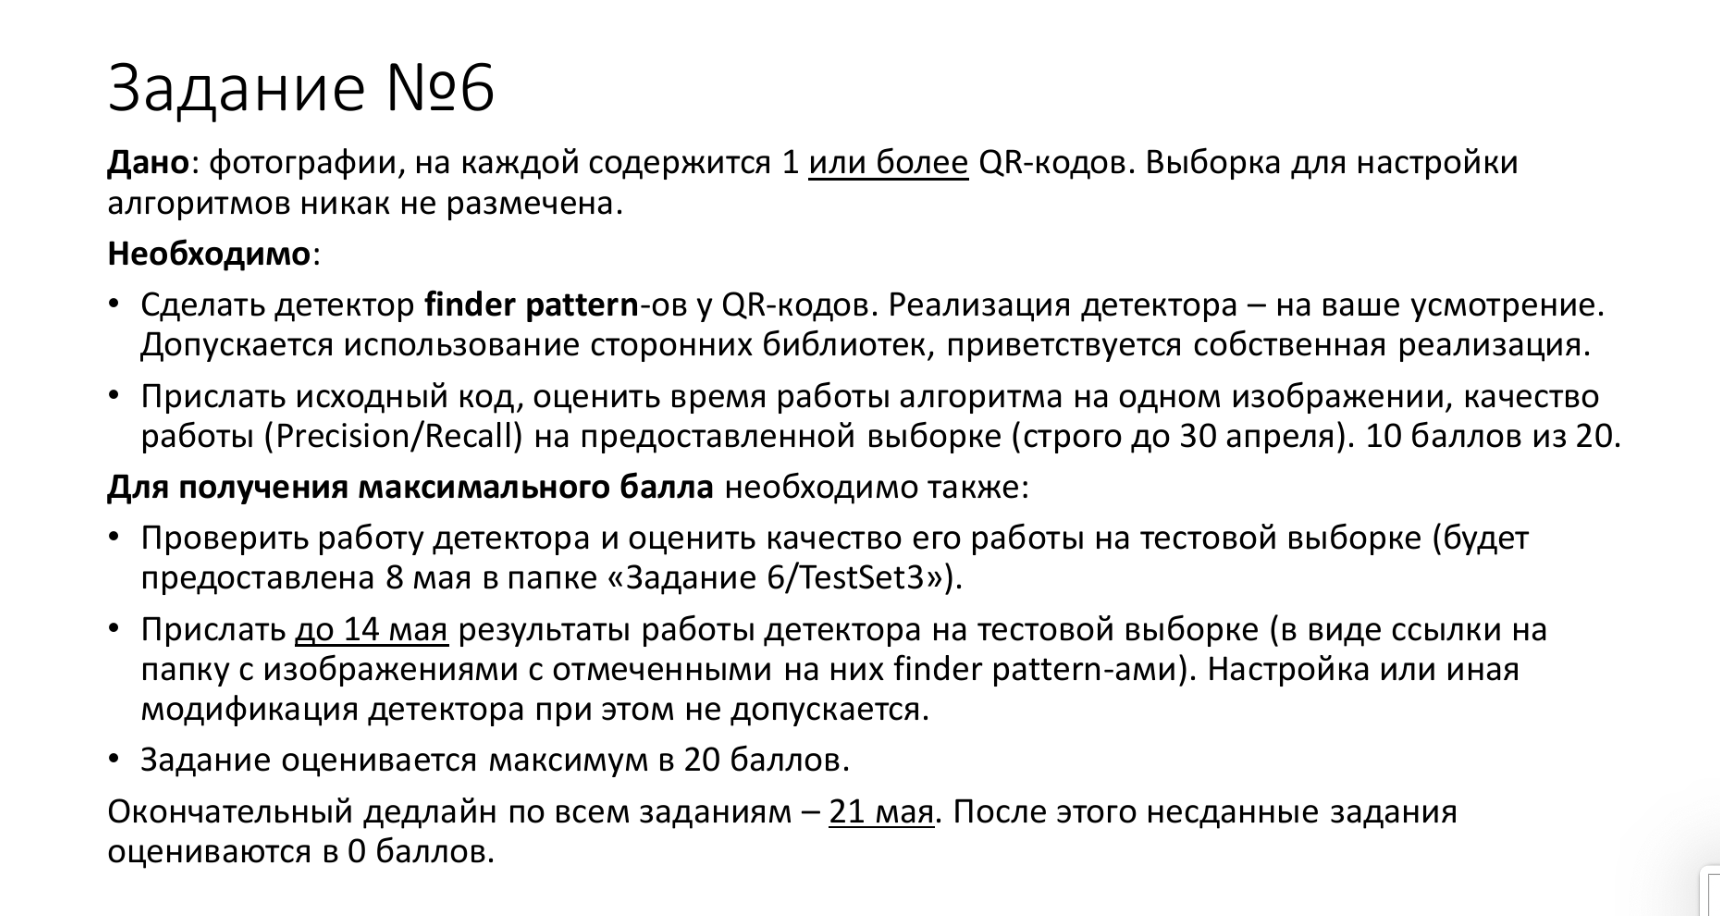 Задание №6
Дано: фотографии, на каждой содержится 1 или более QR-кодов. Выборка для настройки
алгоритмов никак не размечена.
Необходимо:
• Сделать детектор finder pattern-ов у QR-кодов. Реализация детектора – на ваше усмотрение.
Допускается использование сторонних библиотек, приветствуется собственная реализация.
• Прислать исходный код, оценить время работы алгоритма на одном изображении, качество
работы (Precision/Recall) на предоставленной выборке (строго до 30 апреля). 10 баллов из 20.
Для получения максимального балла необходимо также:
• Проверить работу детектора и оценить качество его работы на тестовой выборке (будет
предоставлена 8 мая в папке «Задание 6/TestSet3»).
• Прислать до 14 мая результаты работы детектора на тестовой выборке (в виде ссылки на
папку с изображениями с отмеченными на них finder pattern-ами). Настройка или иная
модификация детектора при этом не допускается.
• Задание оценивается максимум в 20 баллов.
Окончательный дедлайн по всем заданиям – 21 мая. После этого несданные задания
оцениваются в 0 баллов.